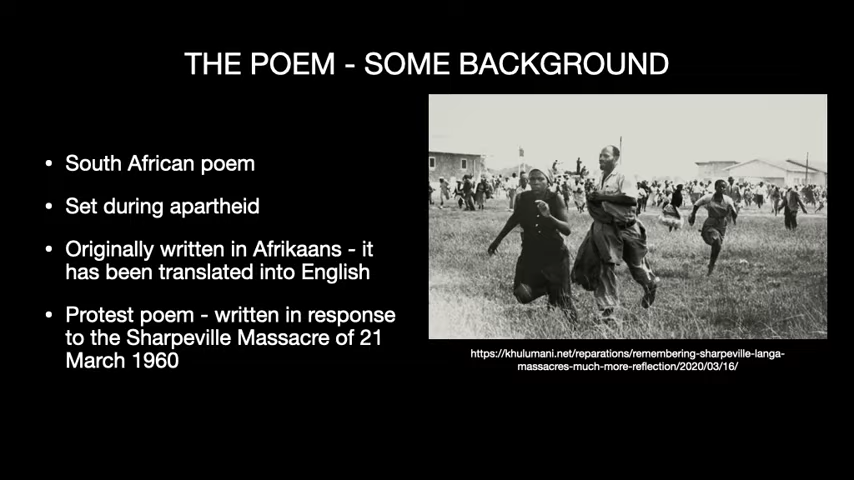 THE POEM - SOME BACKGROUND
• South African poem
• Set during apartheid
• Originally written in Afrikaans - it
has been translated into English
• Protest poem - written in response
to the Sharpeville Massacre of 21
March 1960
https://khulumani.net/reparations/remembering-sharpeville-langa-
massacres-much-more-reflection/2020/03/16/